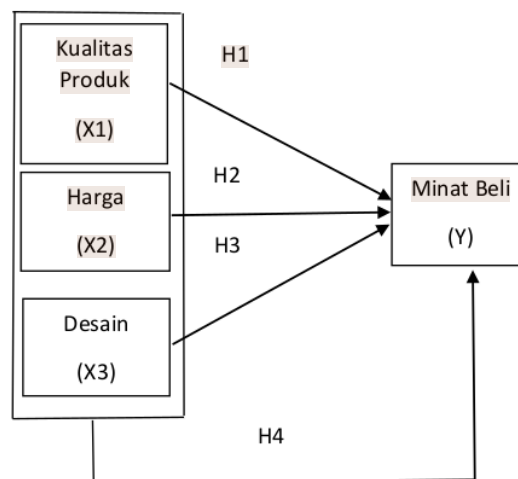 Kualitas
Produk
(X1)
H1
H2
Harga
(X2)
H3
Minat Beli
(Y)
Desain
(X3)
H4